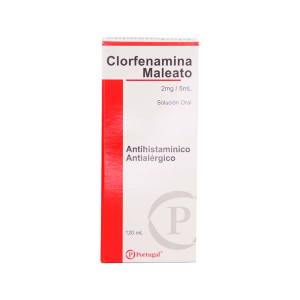 Clorfenamina
Maleato
2mg / 5mL
Solución Oral
Antihistamínico
Antialérgico
P
120 mL
P Portugal